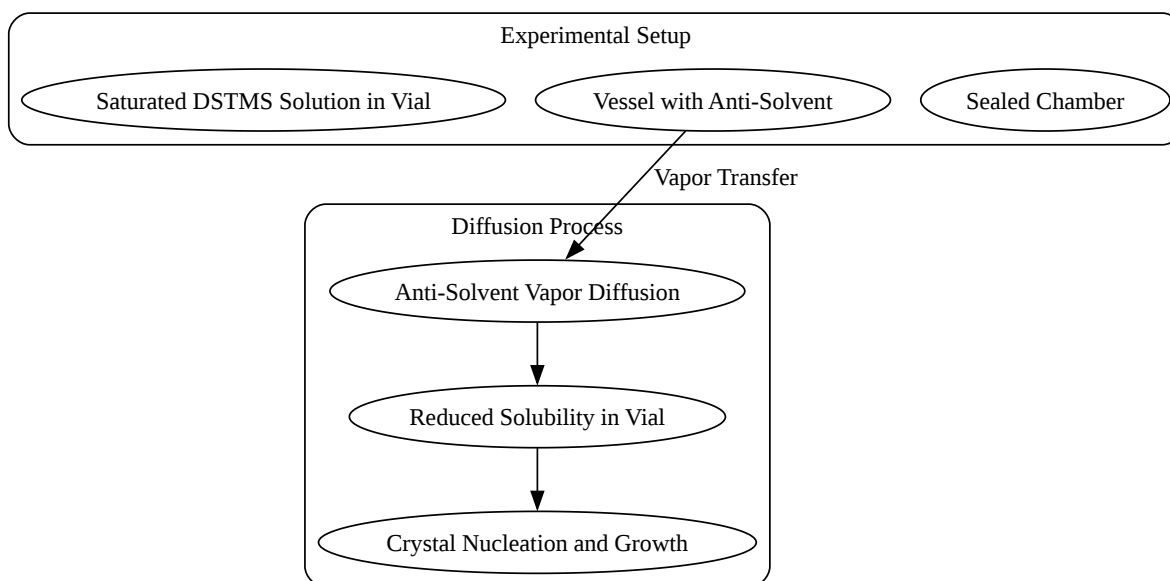 Experimental Setup
Saturated DSTMS Solution in Vial
Vessel with Anti-Solvent
Sealed Chamber
Vapor Transfer
Diffusion Process
Anti-Solvent Vapor Diffusion
Reduced Solubility in Vial
Crystal Nucleation and Growth